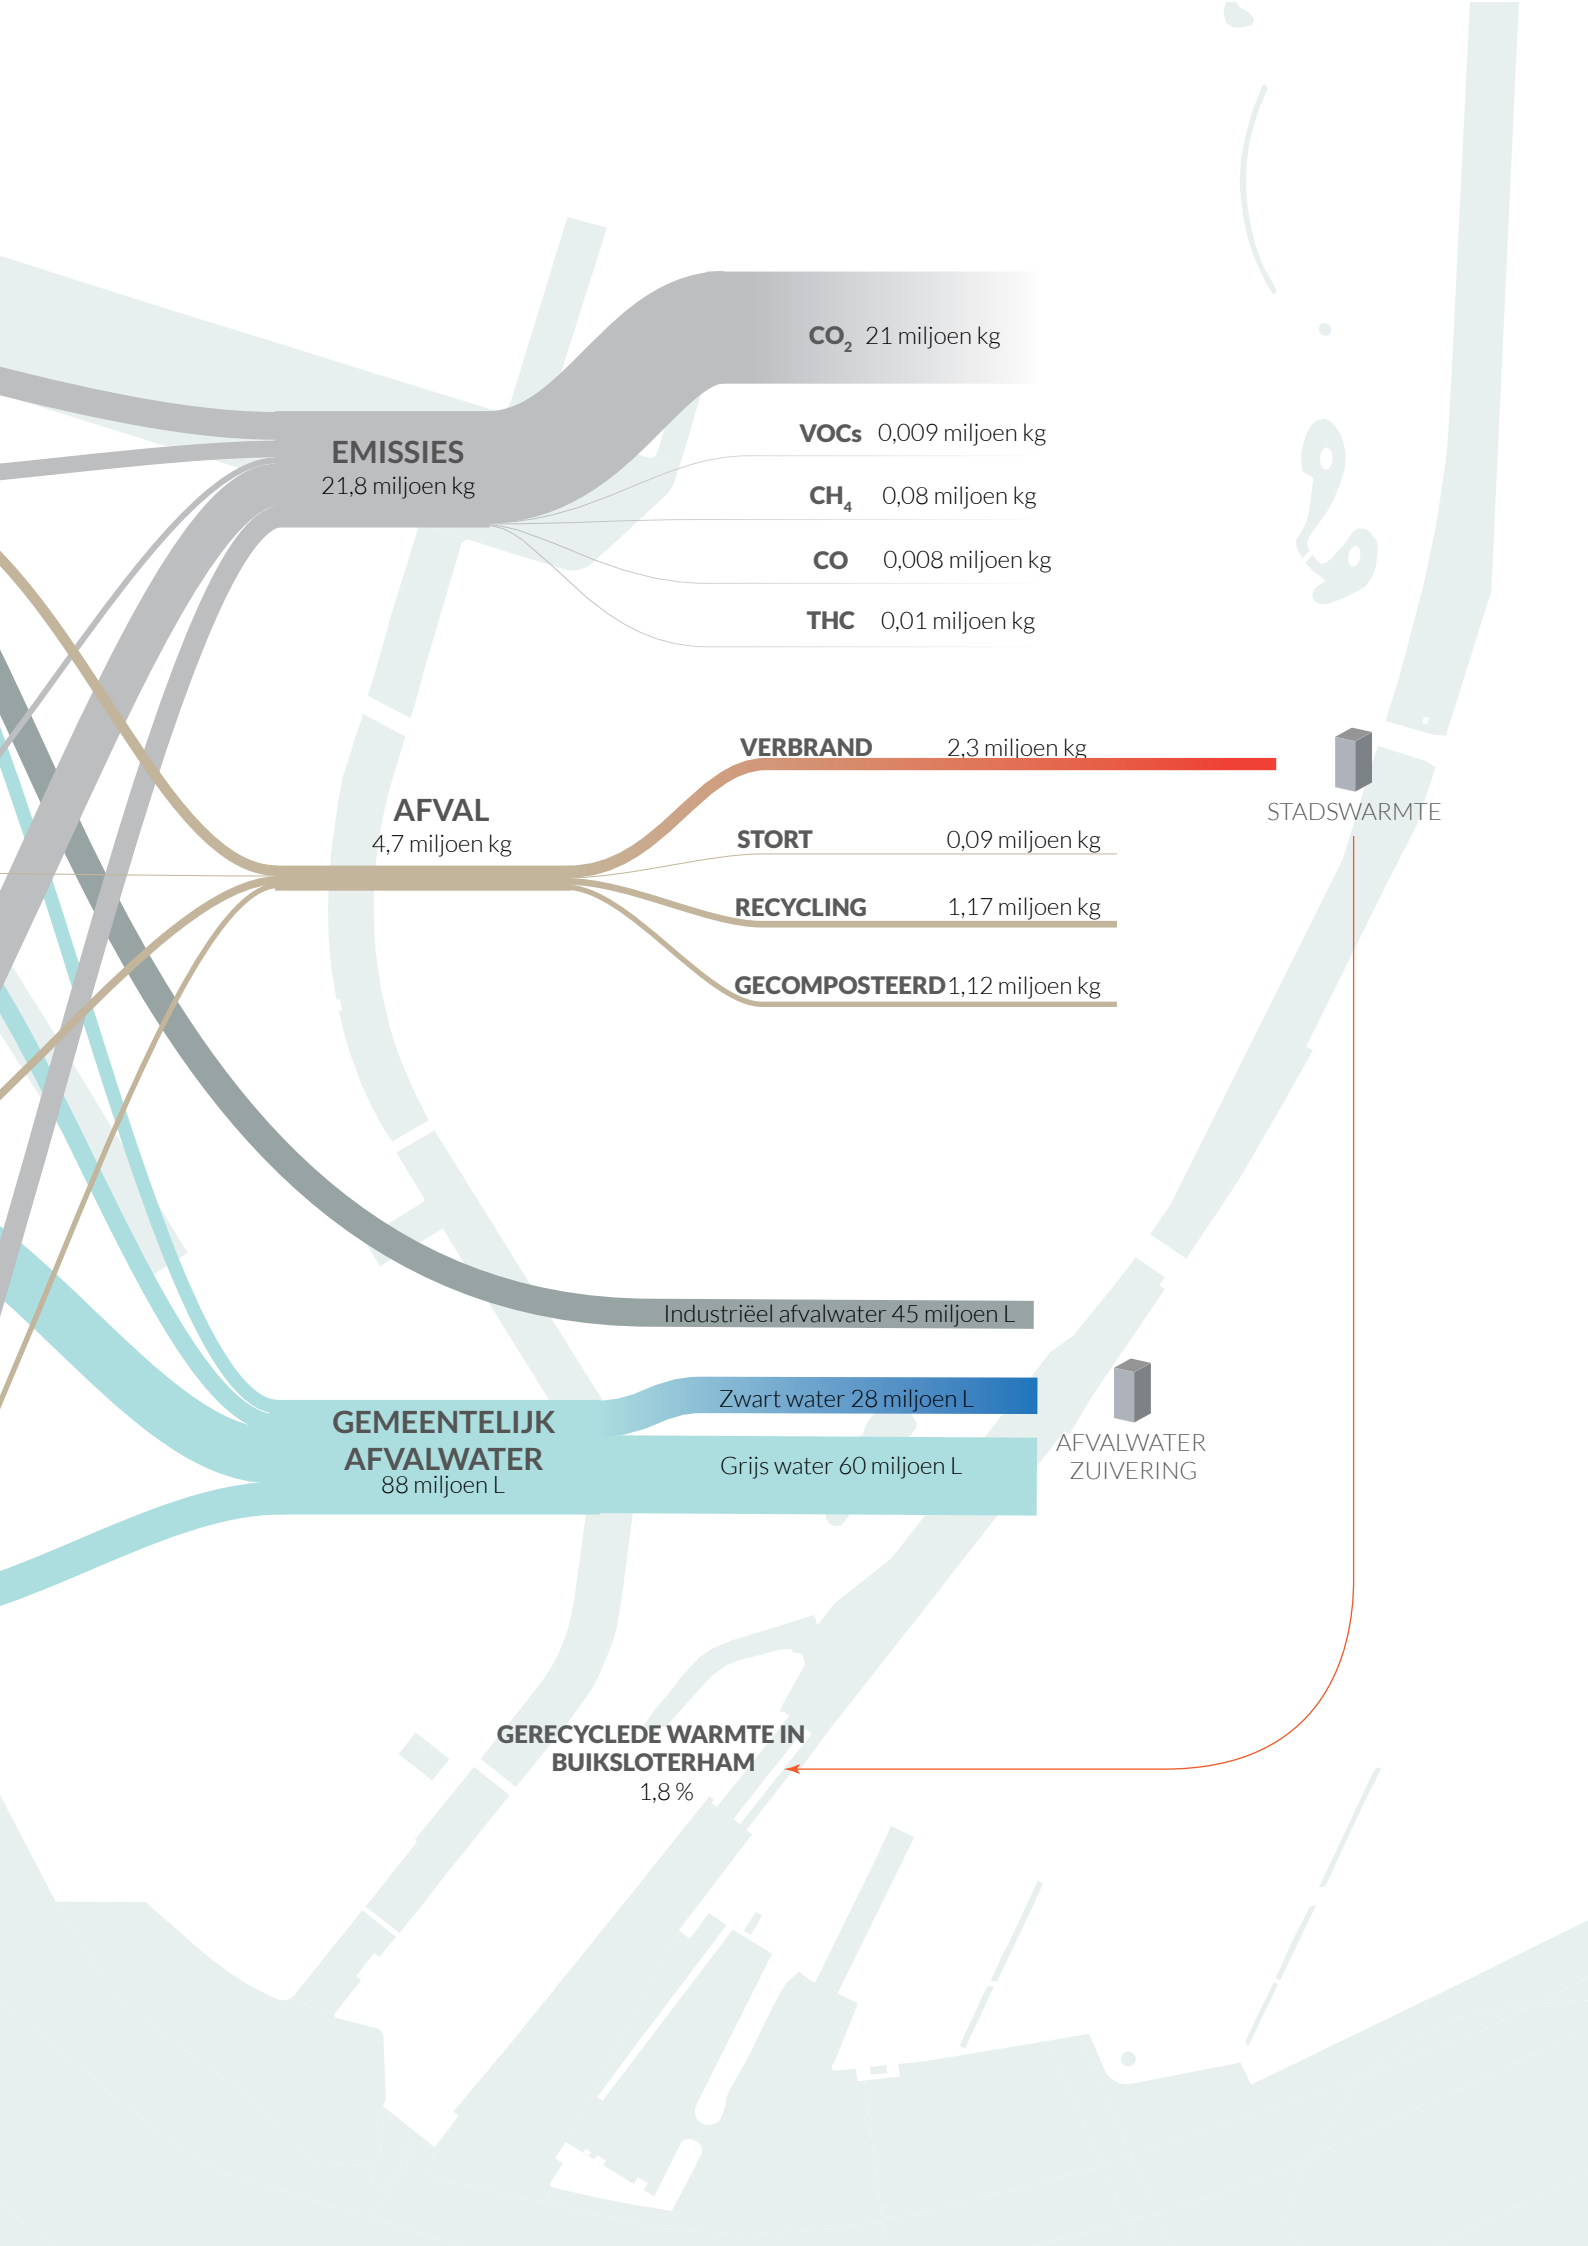 CO2 21 miljoen kg
VOCs 0,009 miljoen kg
EMISSIES
21,8 miljoen kg
CH4 0,08 miljoen kg
CO 0,008 miljoen kg
THC 0,01 miljoen kg
VERBRAND 2,3 miljoen kg
STADSWARMTE
AFVAL
4,7 miljoen kg
STORT 0,09 miljoen kg
RECYCLING 1,17 miljoen kg
GECOMPOSTEERD 1,12 miljoen kg
Industriëel afvalwater 45 miljoen L
Zwart water 28 miljoen L
GEMEENTELIJK
AFVALWATER
88 miljoen L
Grijs water 60 miljoen L
AFVALWATER
ZUIVERING
GERECYCLEDE WARMTE IN
BUIKSLOTERHAM
1,8 %